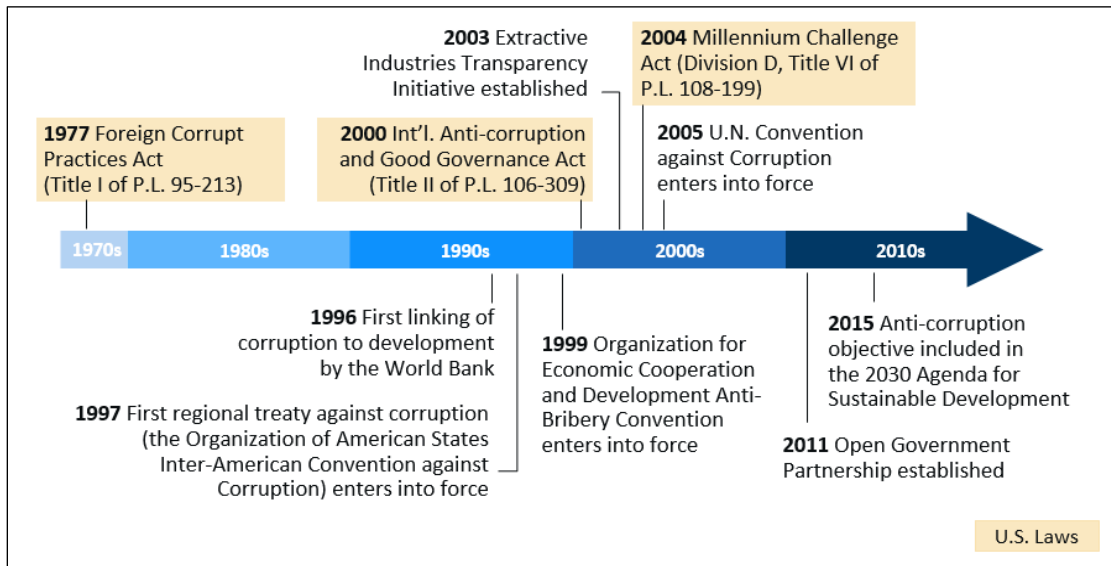 2003 Extractive
Industries Transparency
Initiative established
2004 Millennium Challenge
Act (Division D, Title VI of
P.L. 108-199)
1977 Foreign Corrupt
Practices Act
(Title I of P.L. 95-213)
2000 Int’l. Anti-corruption
and Good Governance Act
(Title II of P.L. 106-309)
2005 U.N. Convention
against Corruption
enters into force
1970s
1980s
1990s
2000s
2010s
1996 First linking of
corruption to development
by the World Bank
1997 First regional treaty against corruption
(the Organization of American States
Inter-American Convention against
Corruption) enters into force
1999 Organization for
Economic Cooperation
and Development Anti-
Bribery Convention
enters into force
2015 Anti-corruption
objective included in
the 2030 Agenda for
Sustainable Development
2011 Open Government
Partnership established
U.S. Laws